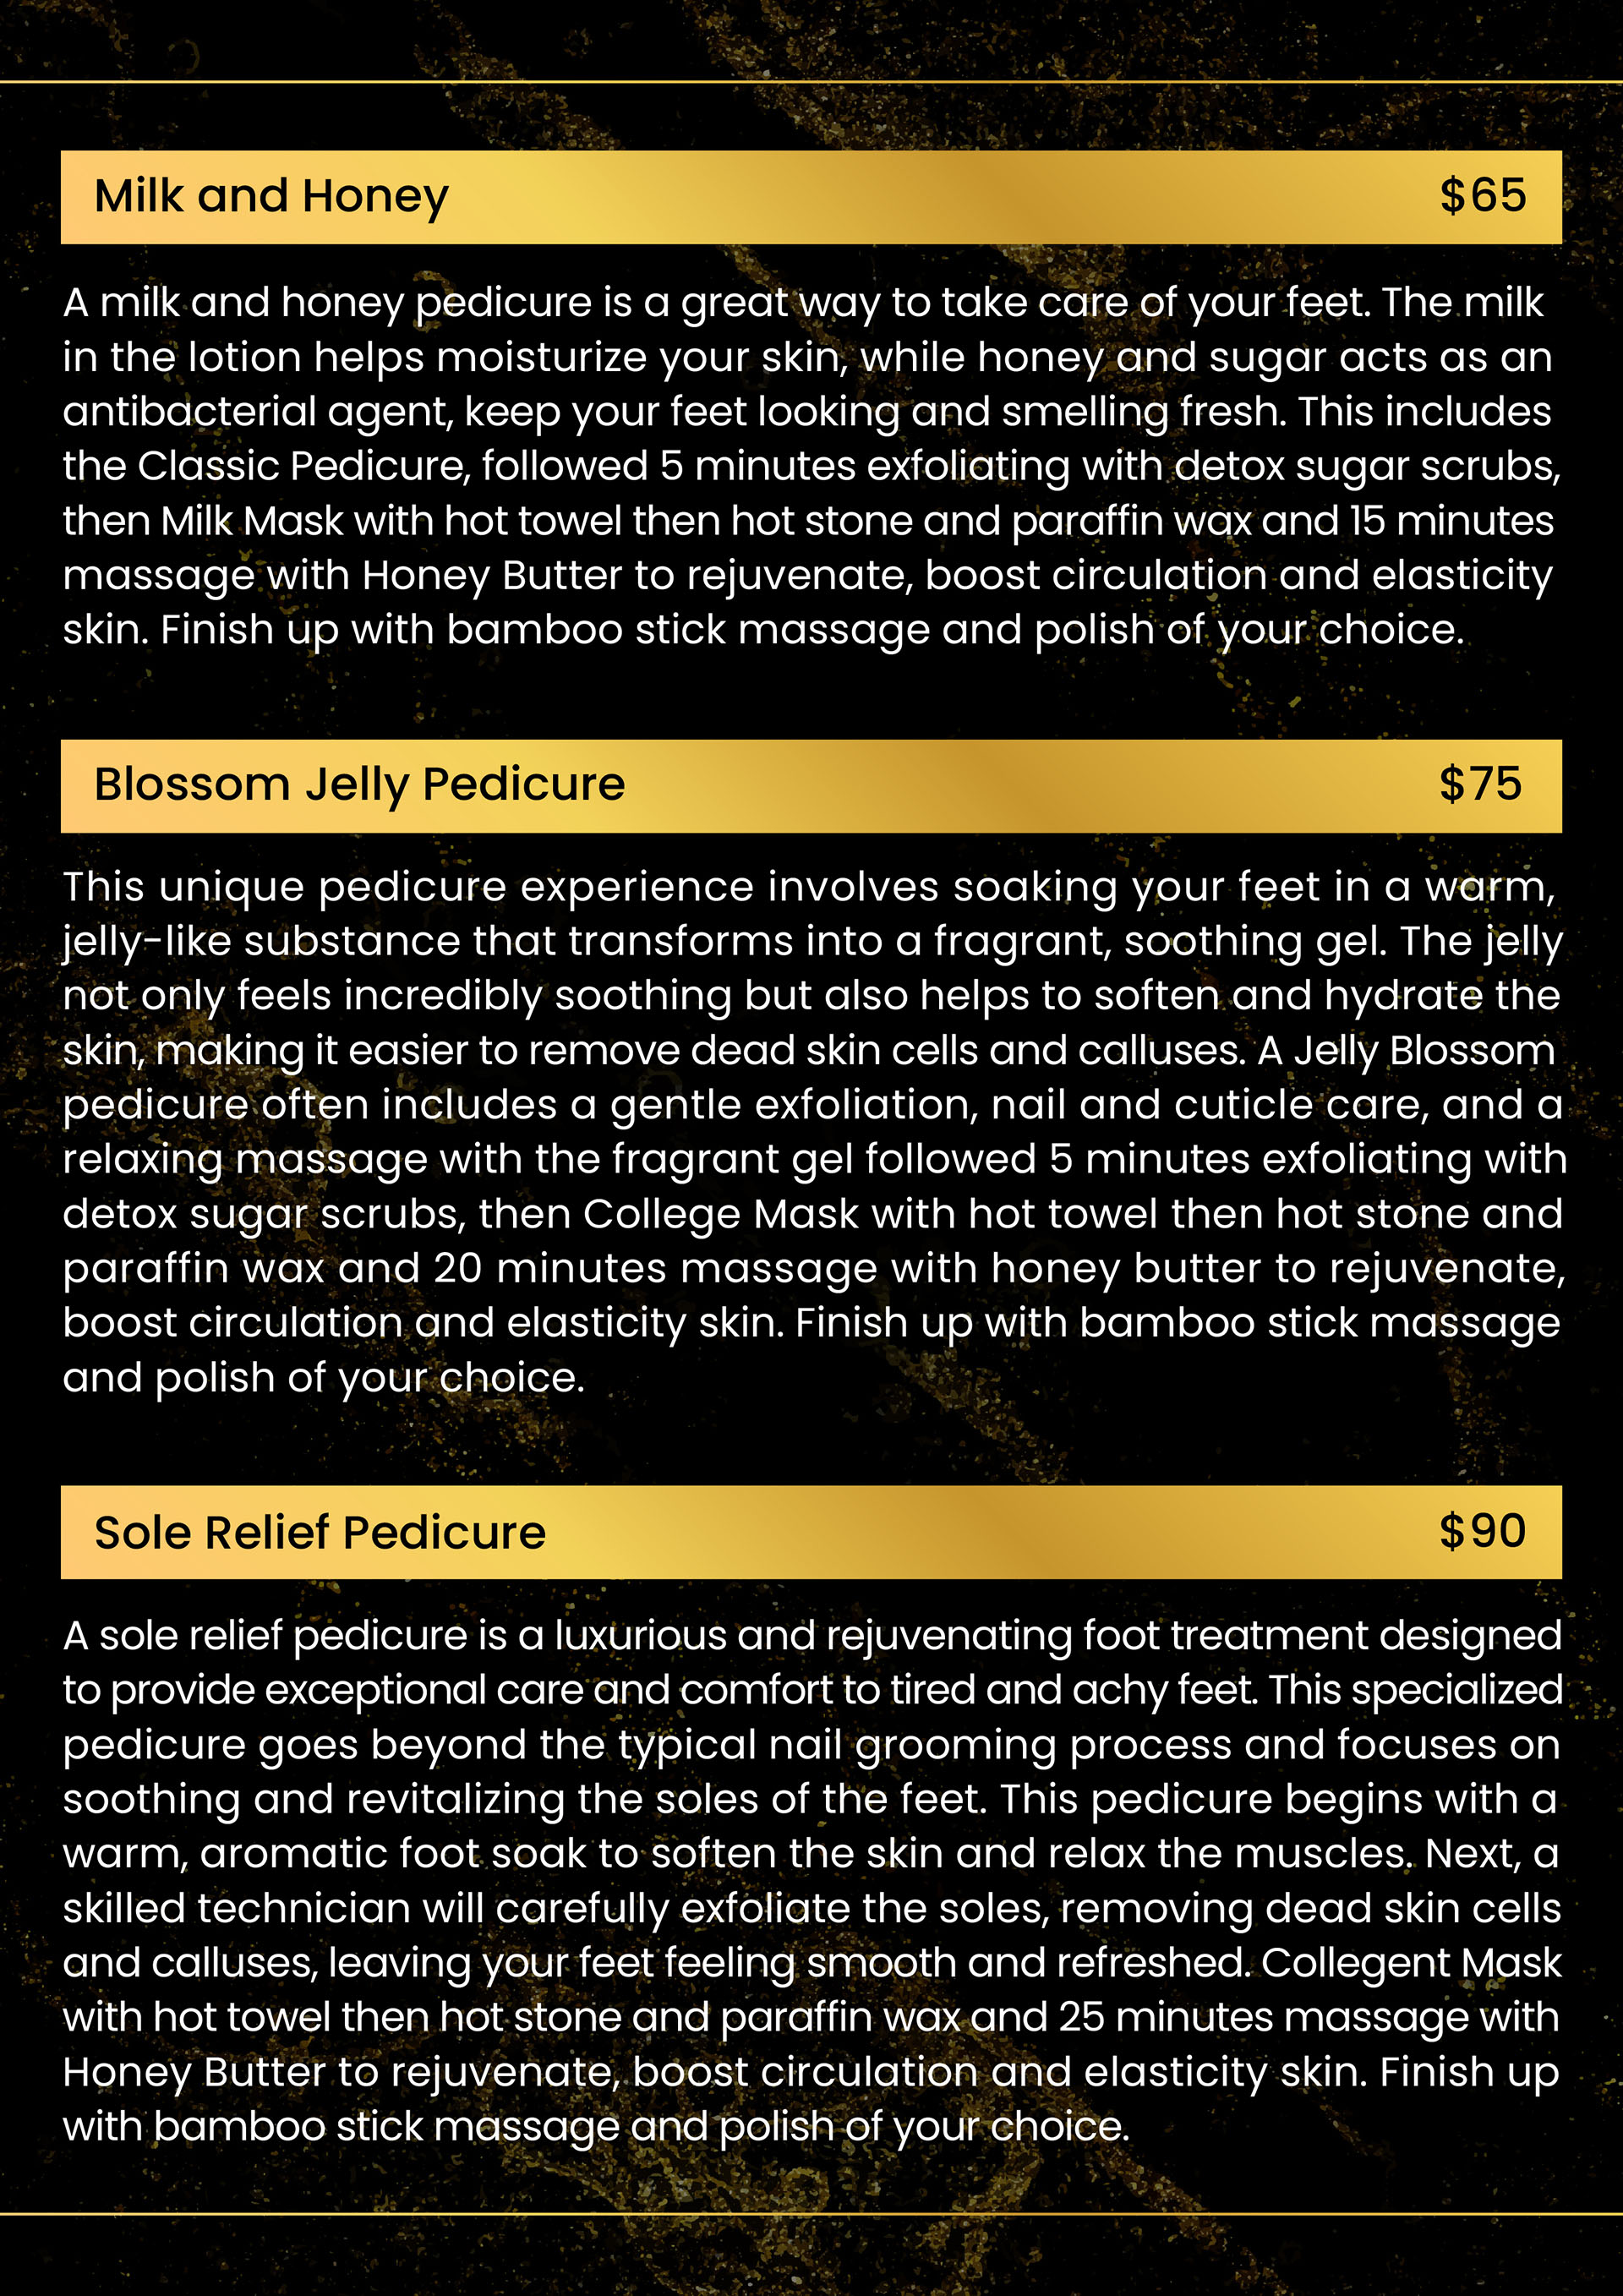 Milk and Honey $65
A milk and honey pedicure is a great way to take care of your feet. The milk
in the lotion helps moisturize your skin, while honey and sugar acts as an
antibacterial agent, keep your feet looking and smelling fresh. This includes
the Classic Pedicure, followed 5 minutes exfoliating with detox sugar scrubs,
then Milk Mask with hot towel then hot stone and paraffin wax and 15 minutes
massage with Honey Butter to rejuvenate, boost circulation and elasticity
skin. Finish up with bamboo stick massage and polish of your choice.
Blossom Jelly Pedicure $75
This unique pedicure experience involves soaking your feet in a warm,
jelly-like substance that transforms into a fragrant, soothing gel. The jelly
not only feels incredibly soothing but also helps to soften and hydrate the
skin, making it easier to remove dead skin cells and calluses. A Jelly Blossom
pedicure often includes a gentle exfoliation, nail and cuticle care, and a
relaxing massage with the fragrant gel followed 5 minutes exfoliating with
detox sugar scrubs, then College Mask with hot towel then hot stone and
paraffin wax and 20 minutes massage with honey butter to rejuvenate,
boost circulation and elasticity skin. Finish up with bamboo stick massage
and polish of your choice.
Sole Relief Pedicure $90
A sole relief pedicure is a luxurious and rejuvenating foot treatment designed
to provide exceptional care and comfort to tired and achy feet. This specialized
pedicure goes beyond the typical nail grooming process and focuses on
soothing and revitalizing the soles of the feet. This pedicure begins with a
warm, aromatic foot soak to soften the skin and relax the muscles. Next, a
skilled technician will carefully exfoliate the soles, removing dead skin cells
and calluses, leaving your feet feeling smooth and refreshed. Collegent Mask
with hot towel then hot stone and paraffin wax and 25 minutes massage with
Honey Butter to rejuvenate, boost circulation and elasticity skin. Finish up
with bamboo stick massage and polish of your choice.